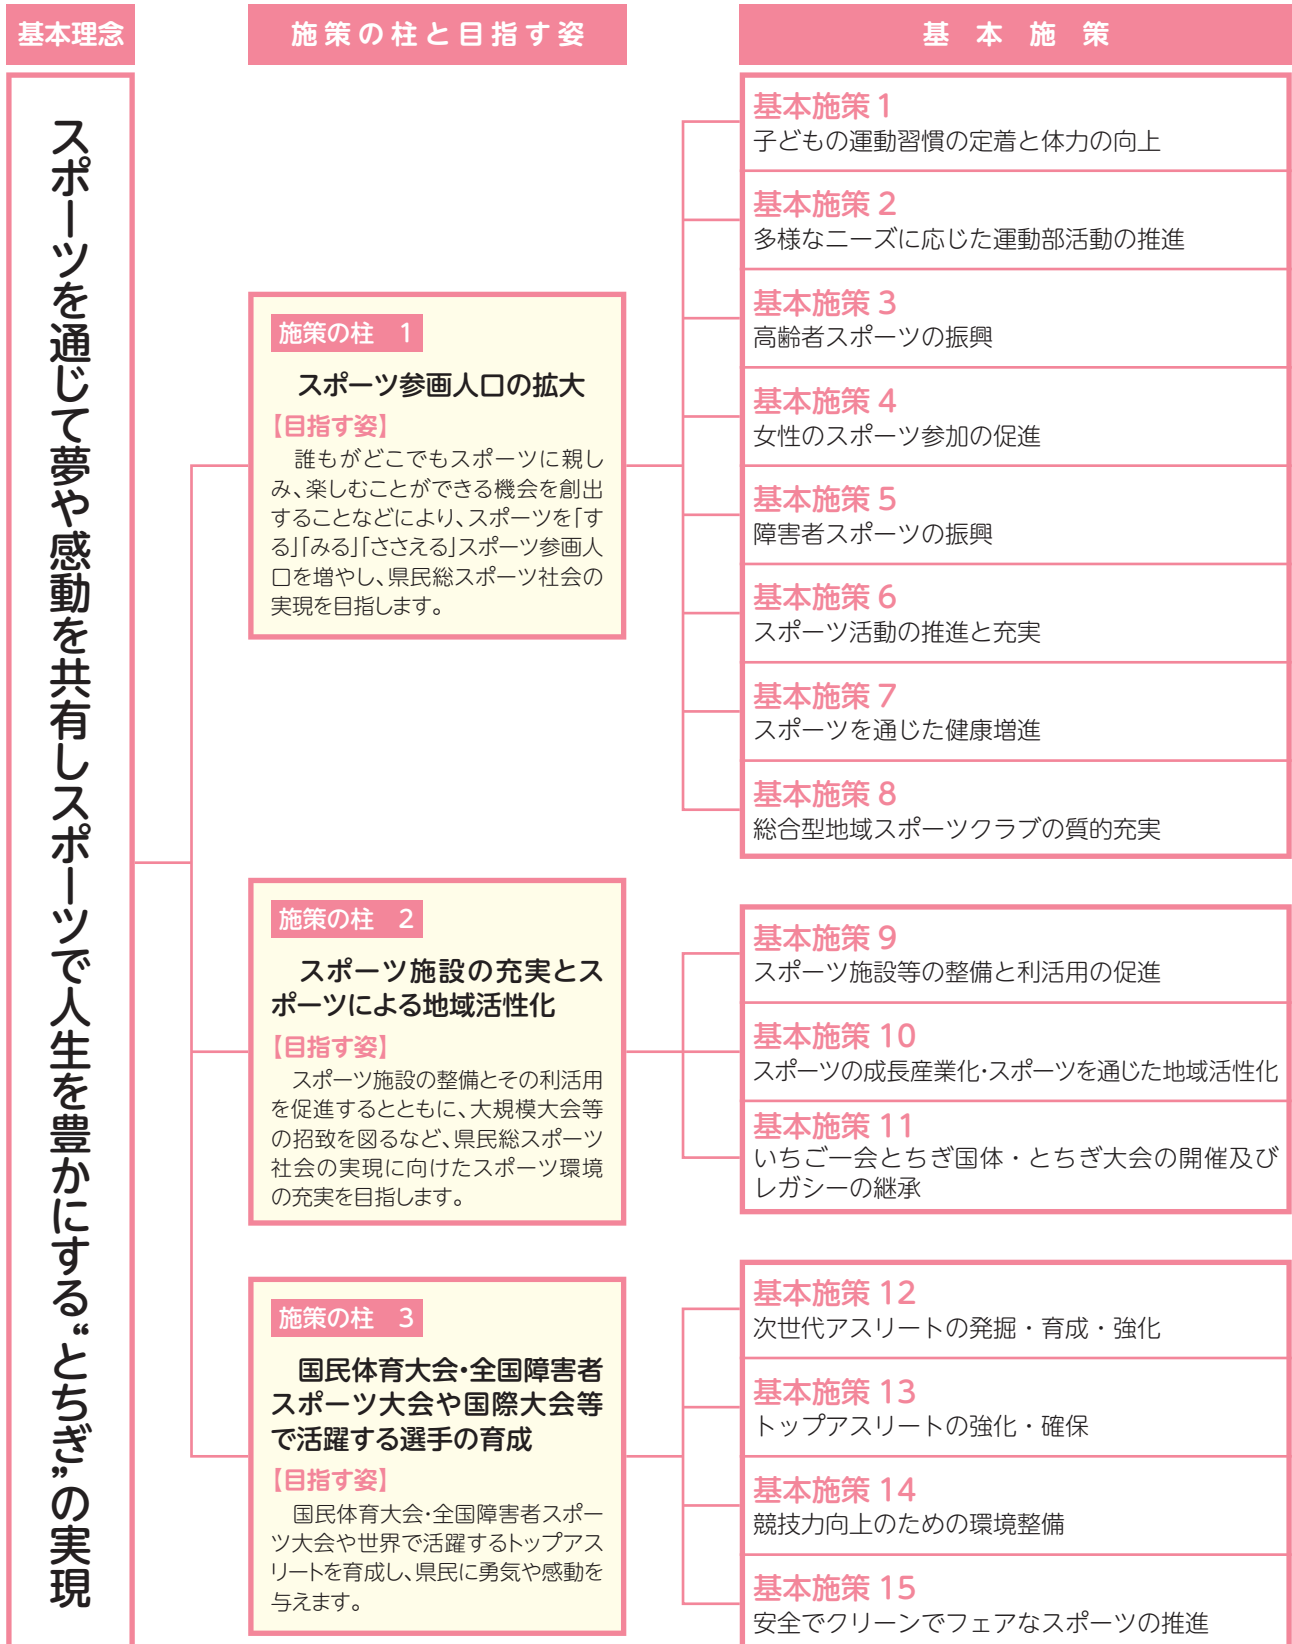 基本理念
施策の柱と目指す姿
基本施策
スポーツを通じて夢や感動を共有しスポーツで人生を豊かにする“とちぎ”の実現
施策の柱　1
スポーツ参画人口の拡大
【目指す姿】
誰もがどこでもスポーツに親し
み、楽しむことができる機会を創出
することなどにより、スポーツを「す
る」「みる」「ささえる」スポーツ参画人
口を増やし、県民総スポーツ社会の
実現を目指します。
基本施策 1
子どもの運動習慣の定着と体力の向上
基本施策 2
多様なニーズに応じた運動部活動の推進
基本施策 3
高齢者スポーツの振興
基本施策 4
女性のスポーツ参加の促進
基本施策 5
障害者スポーツの振興
基本施策 6
スポーツ活動の推進と充実
基本施策 7
スポーツを通じた健康増進
基本施策 8
総合型地域スポーツクラブの質的充実
施策の柱　2
スポーツ施設の充実とス
ポーツによる地域活性化
【目指す姿】
スポーツ施設の整備とその利活用
を促進するとともに、大規模大会等
の招致を図るなど、県民総スポーツ
社会の実現に向けたスポーツ環境
の充実を目指します。
基本施策 9
スポーツ施設等の整備と利活用の促進
基本施策 10
スポーツの成長産業化・スポーツを通じた地域活性化
基本施策 11
いちご一会とちぎ国体・とちぎ大会の開催及び
レガシーの継承
施策の柱　3
国民体育大会・全国障害者
スポーツ大会や国際大会等
で活躍する選手の育成
【目指す姿】
国民体育大会・全国障害者スポー
ツ大会や世界で活躍するトップアス
リートを育成し、県民に勇気や感動を
与えます。
基本施策 12
次世代アスリートの発掘・育成・強化
基本施策 13
トップアスリートの強化・確保
基本施策 14
競技力向上のための環境整備
基本施策 15
安全でクリーンでフェアなスポーツの推進